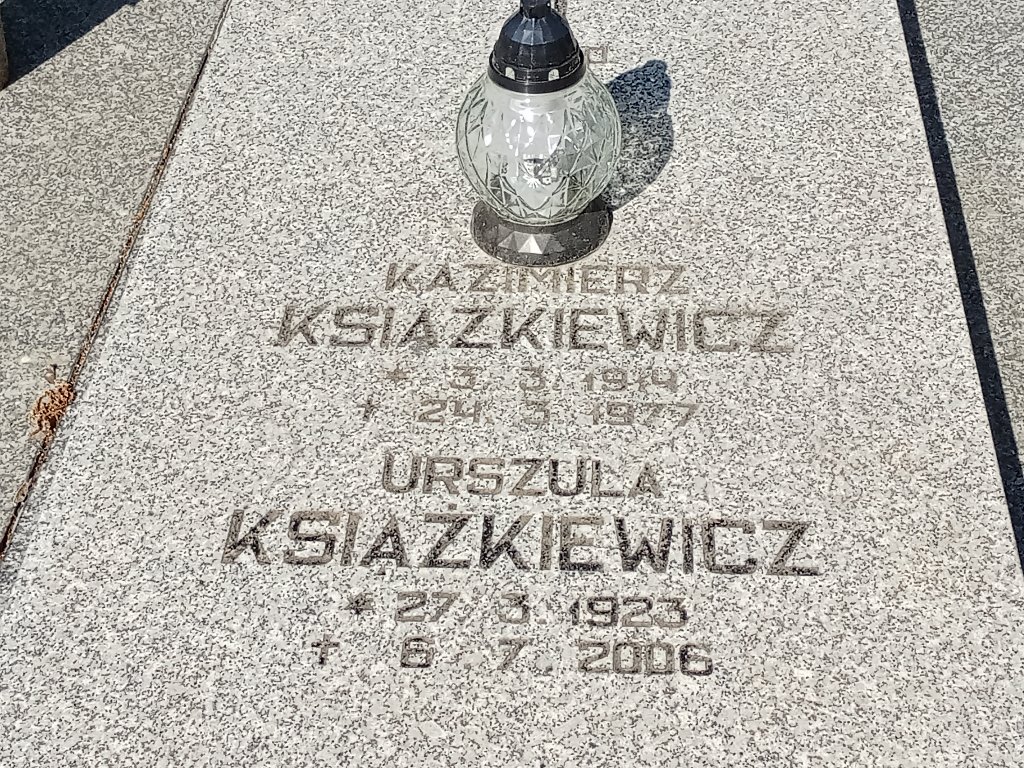 KAZIMIERZ
KSIĄŻKIEWICZ
* 3. 3. 1914
† 24. 3. 1977
URSZULA
KSIĄŻKIEWICZ
* 27. 3. 1923
† 6. 7. 2006